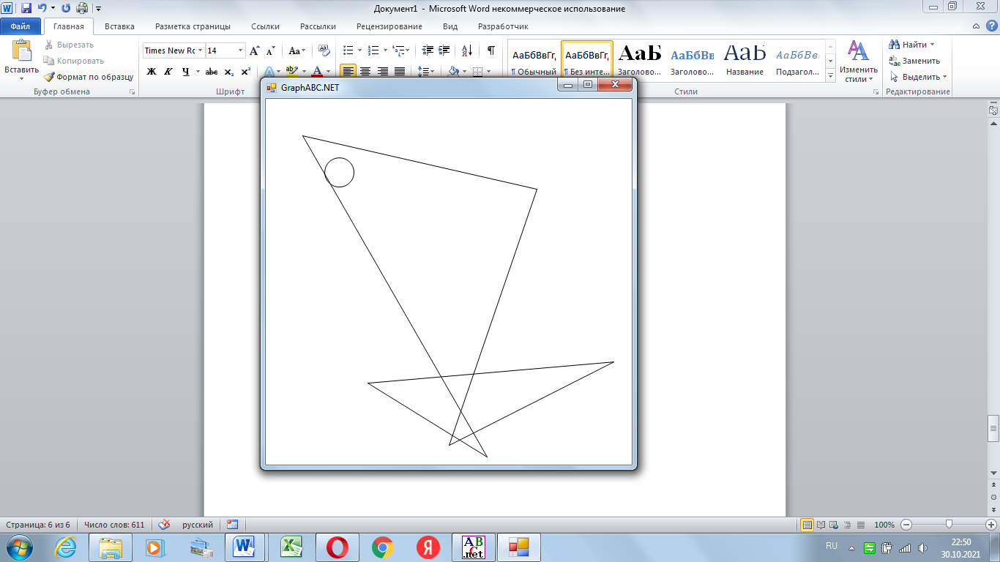 Документ1 - Microsoft Word некоммерческое использование
Файл Главная Вставка Разметка страницы Ссылки Рассылки Рецензирование Вид Разработчик
Вставить
Вырезать
Копировать
Формат по образцу
Буфер обмена
Times New Rc 14
Ж К Ч abc x₂ x²
Шрифт
АаБбВвГг, АаБбВвГг, АаБ АаБбВв АаБ АаБбВв.
¶ Обычный ¶ Без инте... Заголово... Заголово... Название Подзагол...
Стили
Изменить стили
Найти
Заменить
Выделить
Редактирование
GraphABC.NET
Страница: 6 из 6 Число слов: 611 русский 100%
ABC.net
RU 22:50
30.10.2021